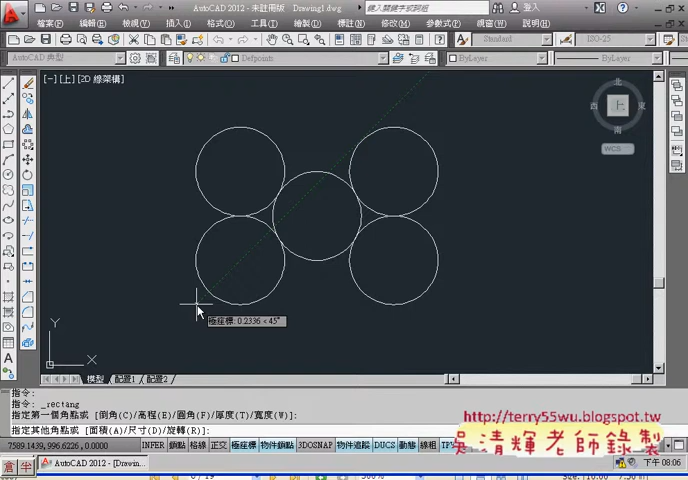 AutoCAD 2012 - 未註冊版 Drawing1.dwg
鍵入關鍵字或片語
登入
檔案(F) 編輯(E) 檢視(V) 插入(I) 格式(O) 工具(T) 繪製(D) 標註(N) 修改(M) 參數式(P) 視窗(W) 說明(H)
Standard ISO-25
AutoCAD 典型 Defpoints ByLayer ByLayer
[-] [上] [2D 線架構]
北
西 上 東
南
WCS
極座標: 0.2336 < 45°
Y
X
A
模型 配置1 配置2
指令:
指令: _rectang
指定第一個角點或 [倒角(C)/高程(E)/圓角(F)/厚度(T)/寬度(W)]:
指定其他角點或 [面積(A)/尺寸(D)/旋轉(R)]:
http://terry55wu.blogspot.tw
7589.1439, 996.6226, 0.0000 INFER 鎖點 格線 正交 極座標 物件鎖點 3DOSNAP 物件追蹤 DUCS 動態 線粗
吳清輝老師錄製
倉 半 AutoCAD 2012 - [Drawin... 下午 08:06